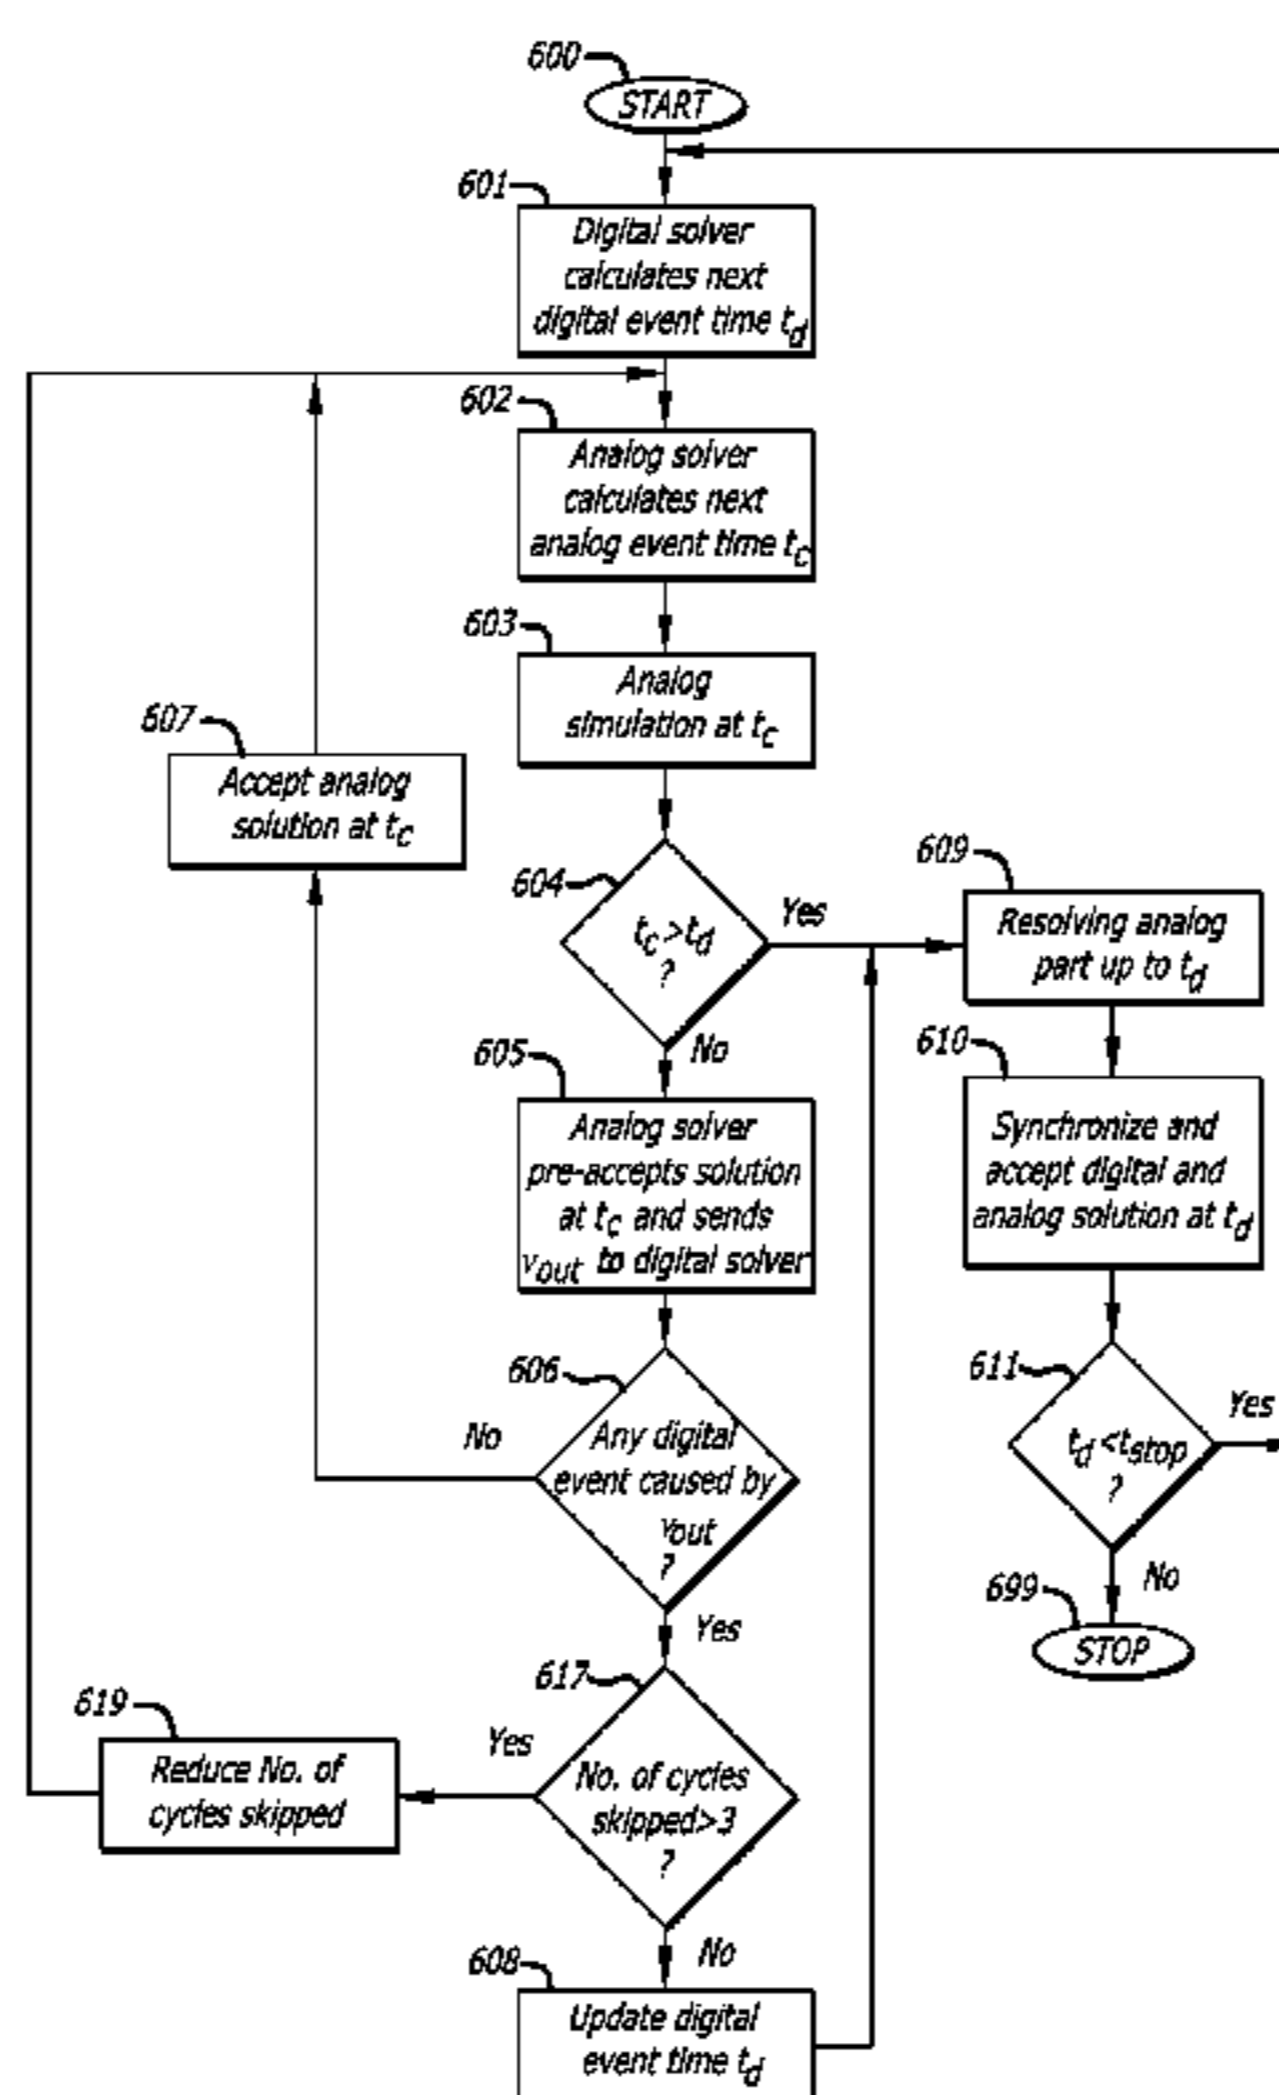 600
START
601
Digital solver
calculates next
digital event time td
602
Analog solver
calculates next
analog event time tc
603
Analog
simulation at tc
607
Accept analog
solution at tc
604
tc>td
?
Yes
No
609
Resolving analog
part up to td
605
Analog solver
pre-accepts solution
at tc and sends
vout to digital solver
610
Synchronize and
accept digital and
analog solution at td
606
Any digital
event caused by
vout
?
No
Yes
611
td<tstop
?
Yes
No
699
STOP
617
No. of cycles
skipped>3
?
Yes
No
619
Reduce No. of
cycles skipped
608
Update digital
event time td